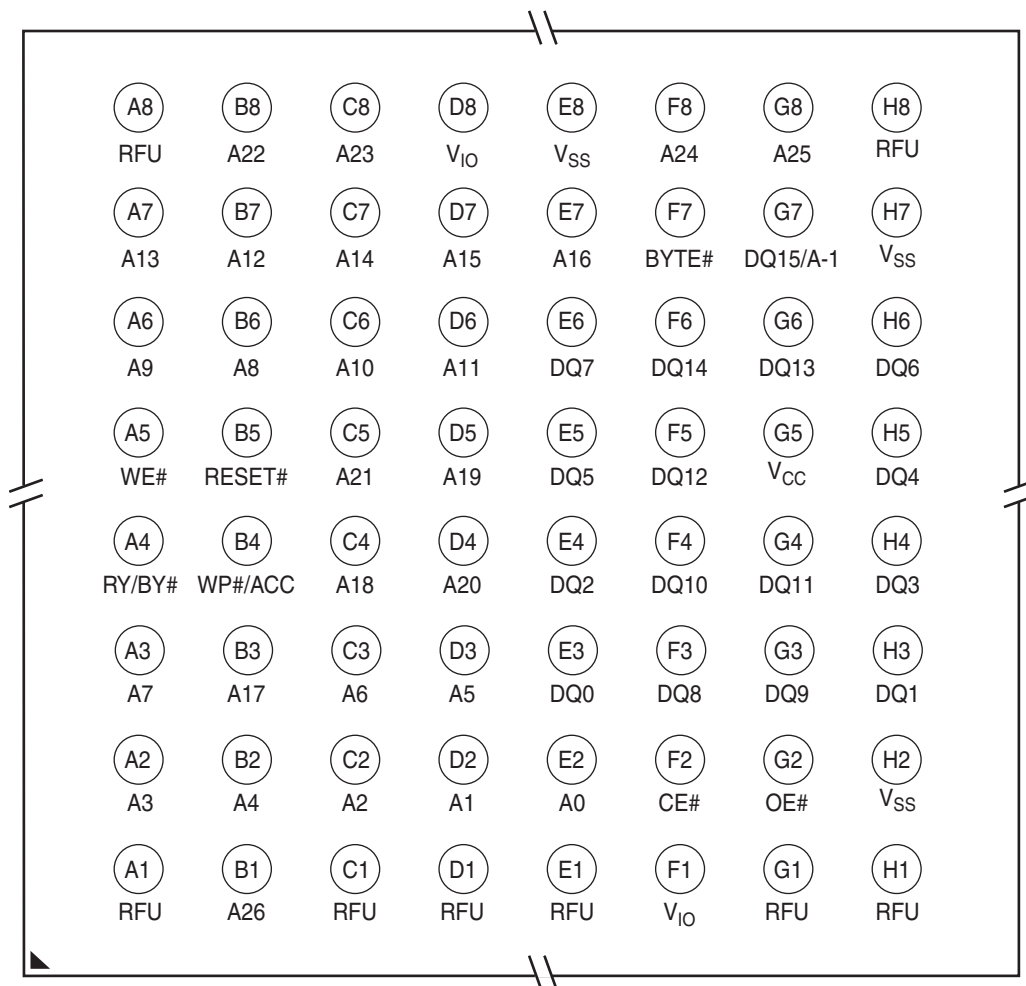 A8 B8 C8 D8 E8 F8 G8 H8
RFU A22 A23 VIO VSS A24 A25 RFU
A7 B7 C7 D7 E7 F7 G7 H7
A13 A12 A14 A15 A16 BYTE# DQ15/A-1 VSS
A6 B6 C6 D6 E6 F6 G6 H6
A9 A8 A10 A11 DQ7 DQ14 DQ13 DQ6
A5 B5 C5 D5 E5 F5 G5 H5
WE# RESET# A21 A19 DQ5 DQ12 VCC DQ4
A4 B4 C4 D4 E4 F4 G4 H4
RY/BY# WP#/ACC A18 A20 DQ2 DQ10 DQ11 DQ3
A3 B3 C3 D3 E3 F3 G3 H3
A7 A17 A6 A5 DQ0 DQ8 DQ9 DQ1
A2 B2 C2 D2 E2 F2 G2 H2
A3 A4 A2 A1 A0 CE# OE# VSS
A1 B1 C1 D1 E1 F1 G1 H1
RFU A26 RFU RFU RFU VIO RFU RFU